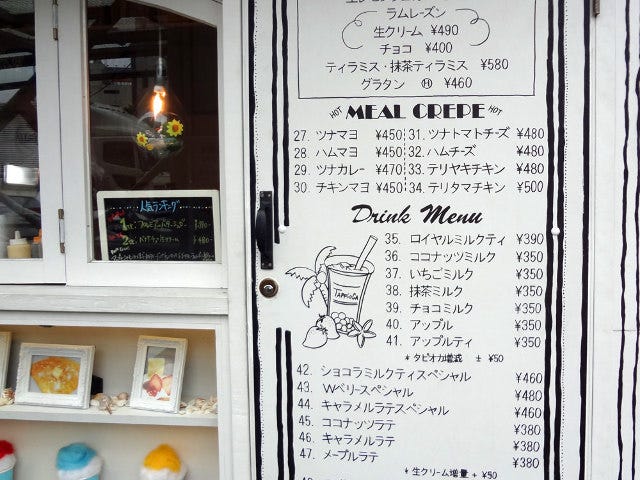 ラムレーズン
生クリーム ¥490
チョコ ¥400
ティラミス・抹茶ティラミス ¥580
グラタン Ⓗ ¥460
HOT MEAL CREPE HOT
27. ツナマヨ ¥450 31. ツナトマトチーズ ¥480
28. ハムマヨ ¥450 32. ハムチーズ ¥480
29. ツナカレー ¥470 33. テリヤキチキン ¥480
30. チキンマヨ ¥450 34. テリタマチキン ¥500
Drink Menu
35. ロイヤルミルクティ ¥390
36. ココナッツミルク ¥350
37. いちごミルク ¥350
38. 抹茶ミルク ¥350
39. チョコミルク ¥350
40. アップル ¥350
41. アップルティ ¥350
TAPIOCA
* タピオカ増減 ± ¥50
42. ショコラミルクティスペシャル ¥460
43. Wベリースペシャル ¥480
44. キャラメルラテスペシャル ¥460
45. ココナッツラテ ¥380
46. キャラメルラテ ¥380
47. メープルラテ ¥380
* 生クリーム増量 + ¥50
人気ランキング